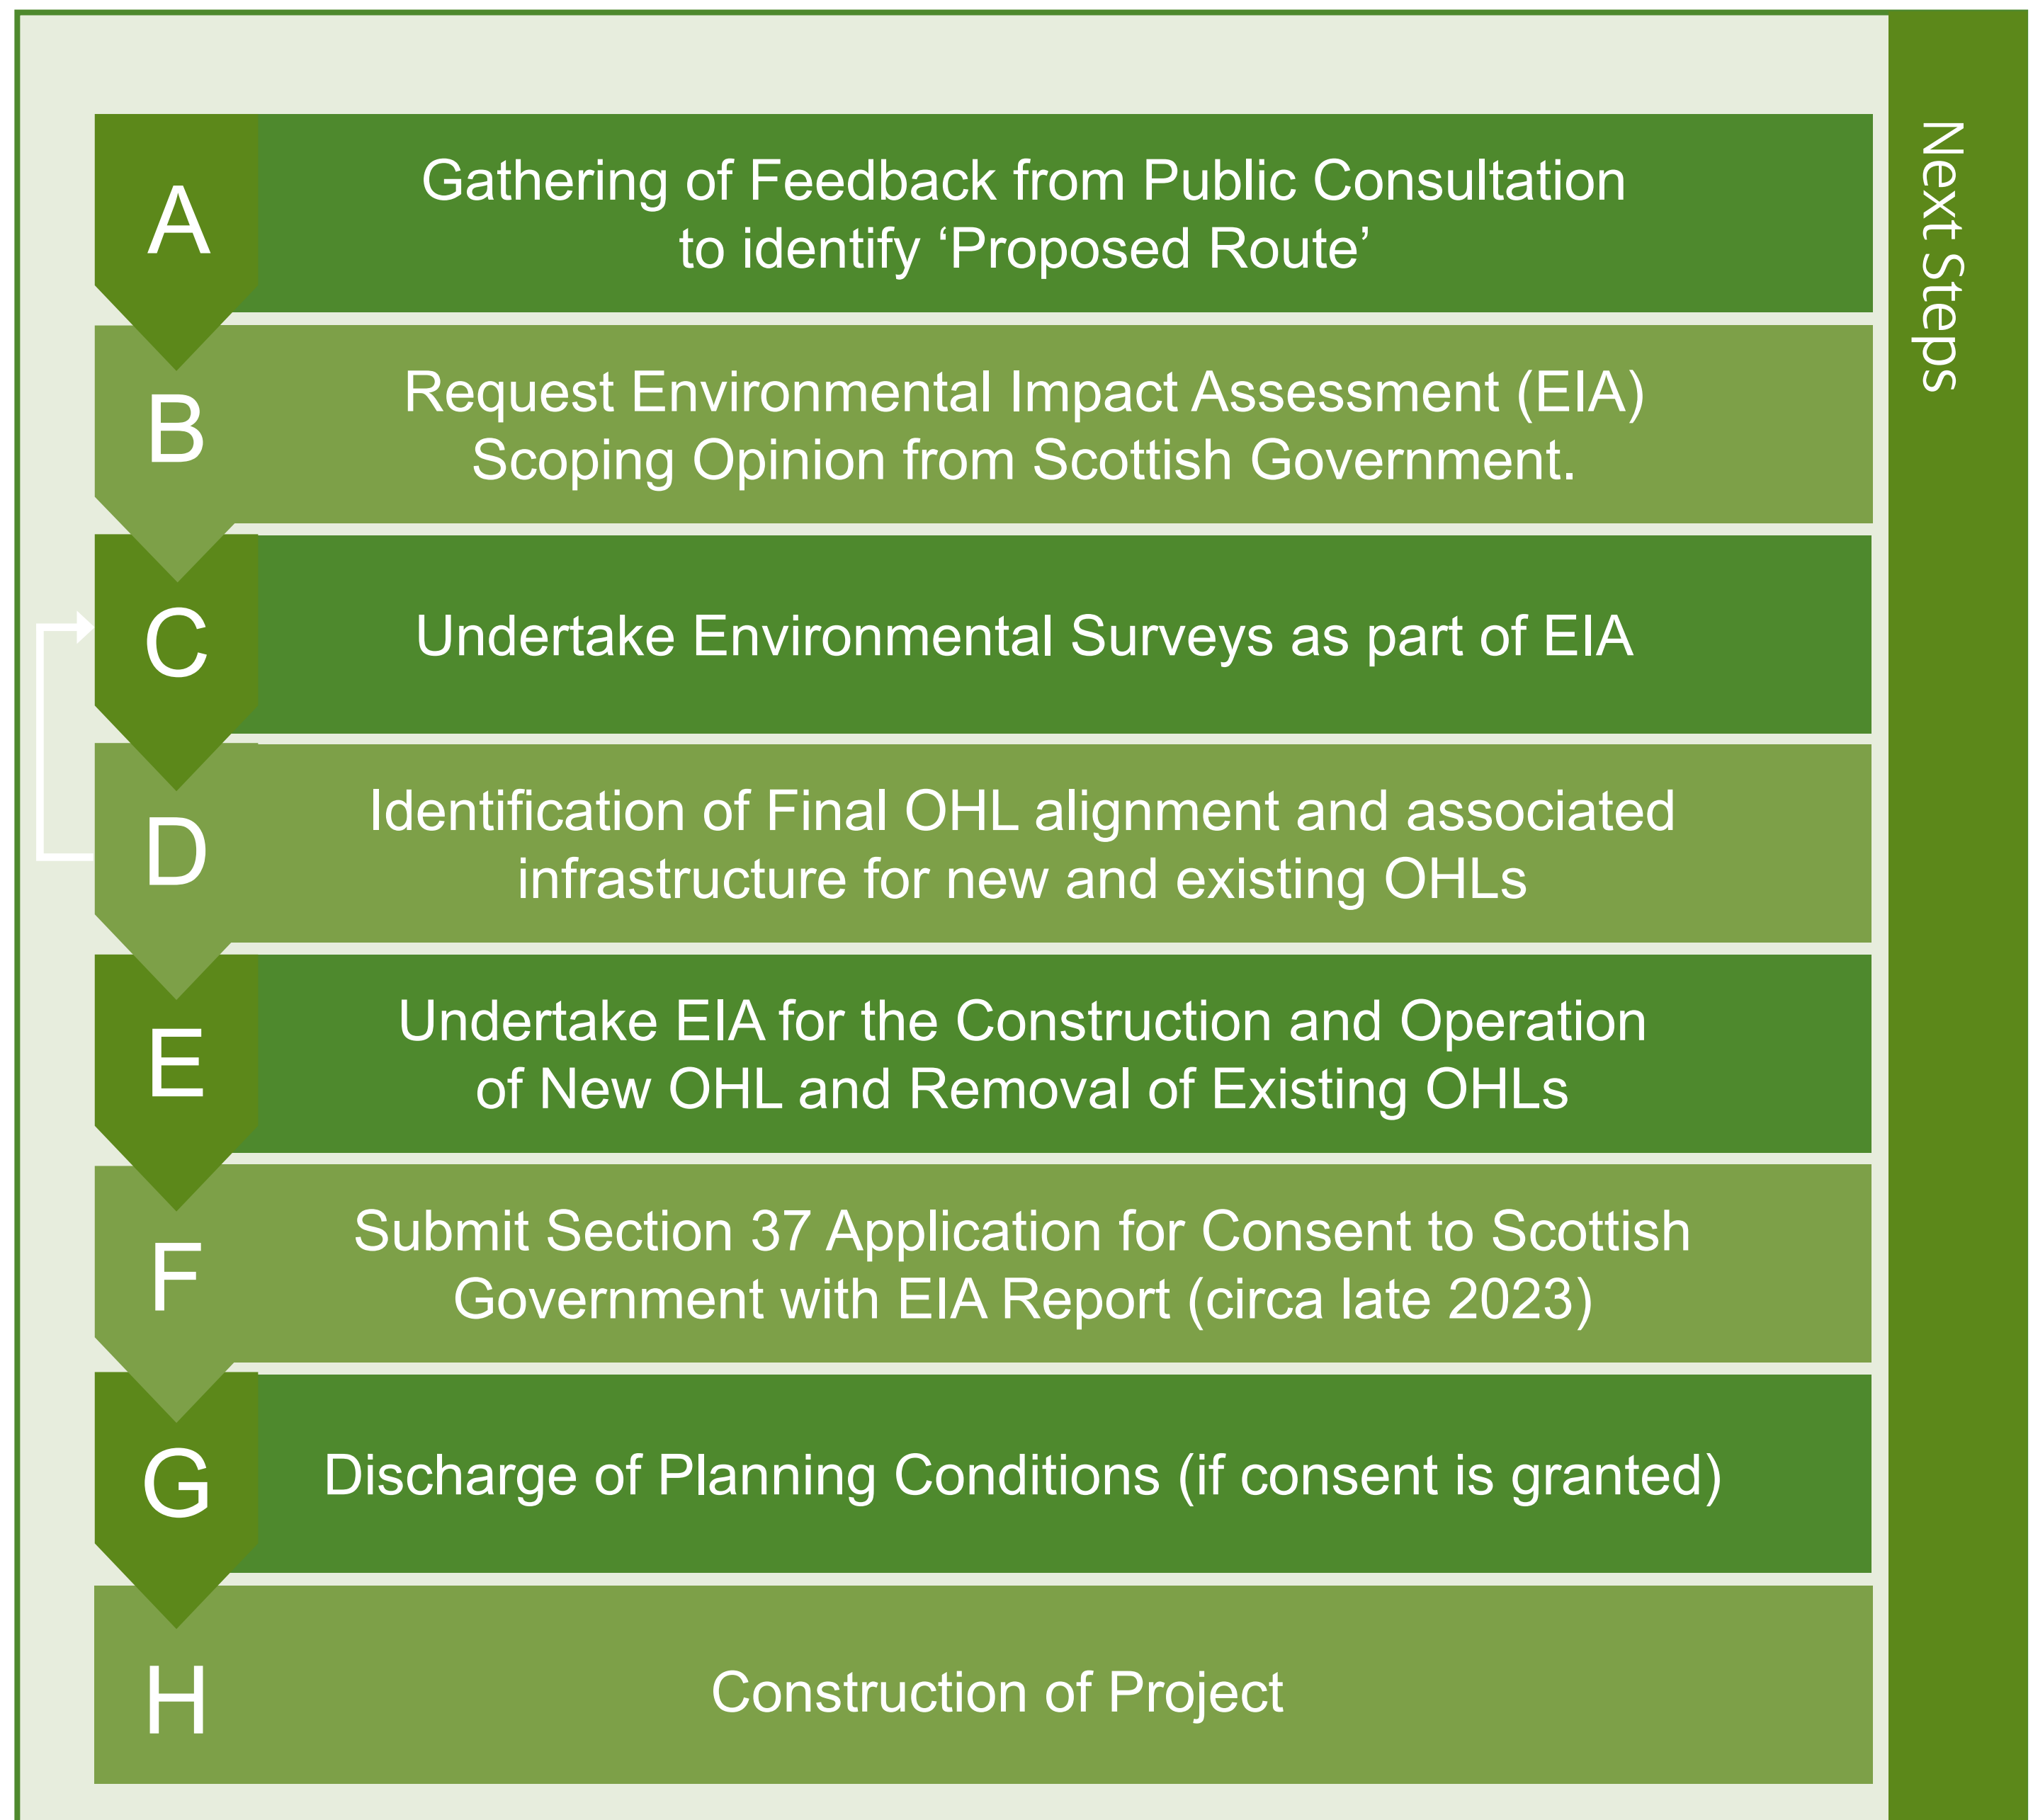 Next Steps
A
Gathering of Feedback from Public Consultation
to identify ‘Proposed Route’
B
Request Environmental Impact Assessment (EIA)
Scoping Opinion from Scottish Government.
C
Undertake Environmental Surveys as part of EIA
D
Identification of Final OHL alignment and associated
infrastructure for new and existing OHLs
E
Undertake EIA for the Construction and Operation
of New OHL and Removal of Existing OHLs
F
Submit Section 37 Application for Consent to Scottish
Government with EIA Report (circa late 2023)
G
Discharge of Planning Conditions (if consent is granted)
H
Construction of Project